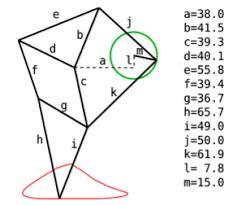 e
j
b
d
m
a
l
f
c
k
g
h
i
a=38.0
b=41.5
c=39.3
d=40.1
e=55.8
f=39.4
g=36.7
h=65.7
i=49.0
j=50.0
k=61.9
l= 7.8
m=15.0